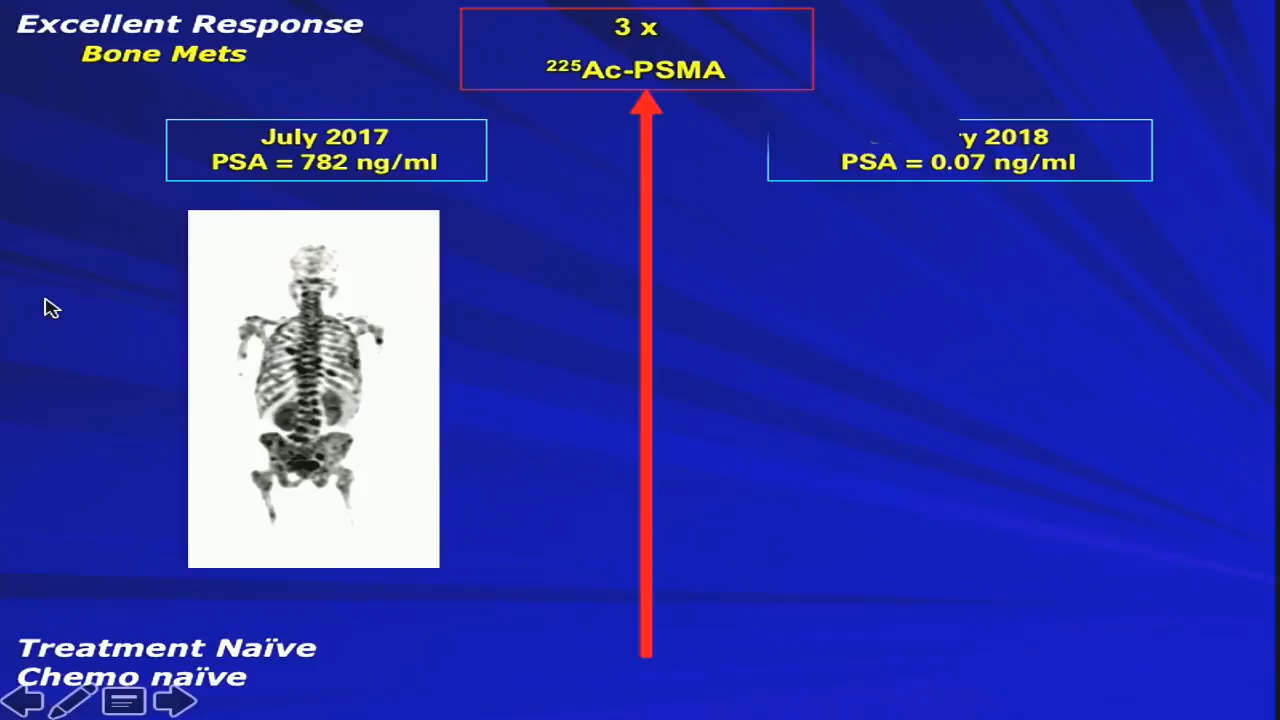 Excellent Response
Bone Mets
3 x
²²⁵Ac-PSMA
July 2017
PSA = 782 ng/ml
2018
PSA = 0.07 ng/ml
Treatment Naïve
Chemo naïve